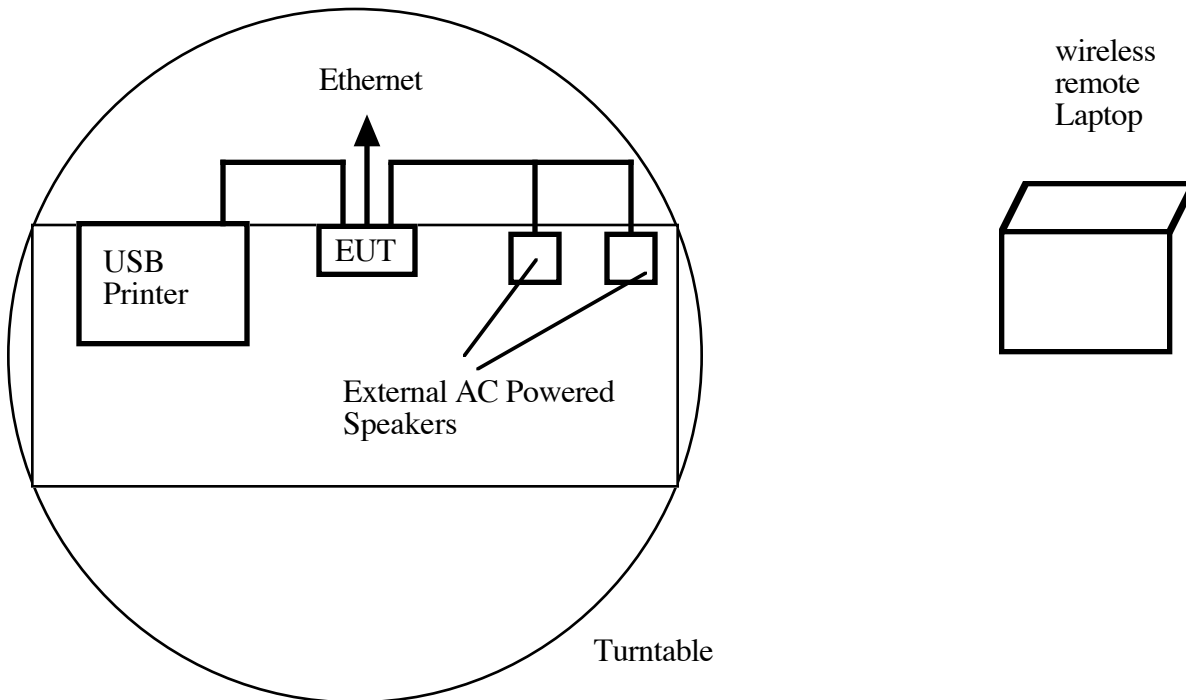 Ethernet
wireless
remote
Laptop
USB
Printer
EUT
External AC Powered
Speakers
Turntable